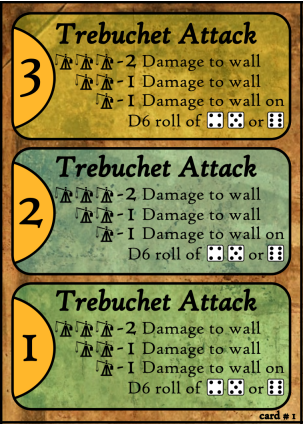 Trebuchet Attack
3
-2 Damage to wall
-1 Damage to wall
-1 Damage to wall on
D6 roll of or
Trebuchet Attack
2
-2 Damage to wall
-1 Damage to wall
-1 Damage to wall on
D6 roll of or
Trebuchet Attack
1
-2 Damage to wall
-1 Damage to wall
-1 Damage to wall on
D6 roll of or
card # 1